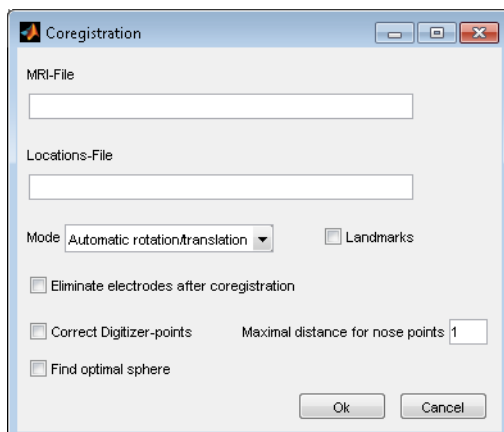 Coregistration
MRI-File
Locations-File
Mode Automatic rotation/translation Landmarks
Eliminate electrodes after coregistration
Correct Digitizer-points Maximal distance for nose points 1
Find optimal sphere
Ok Cancel